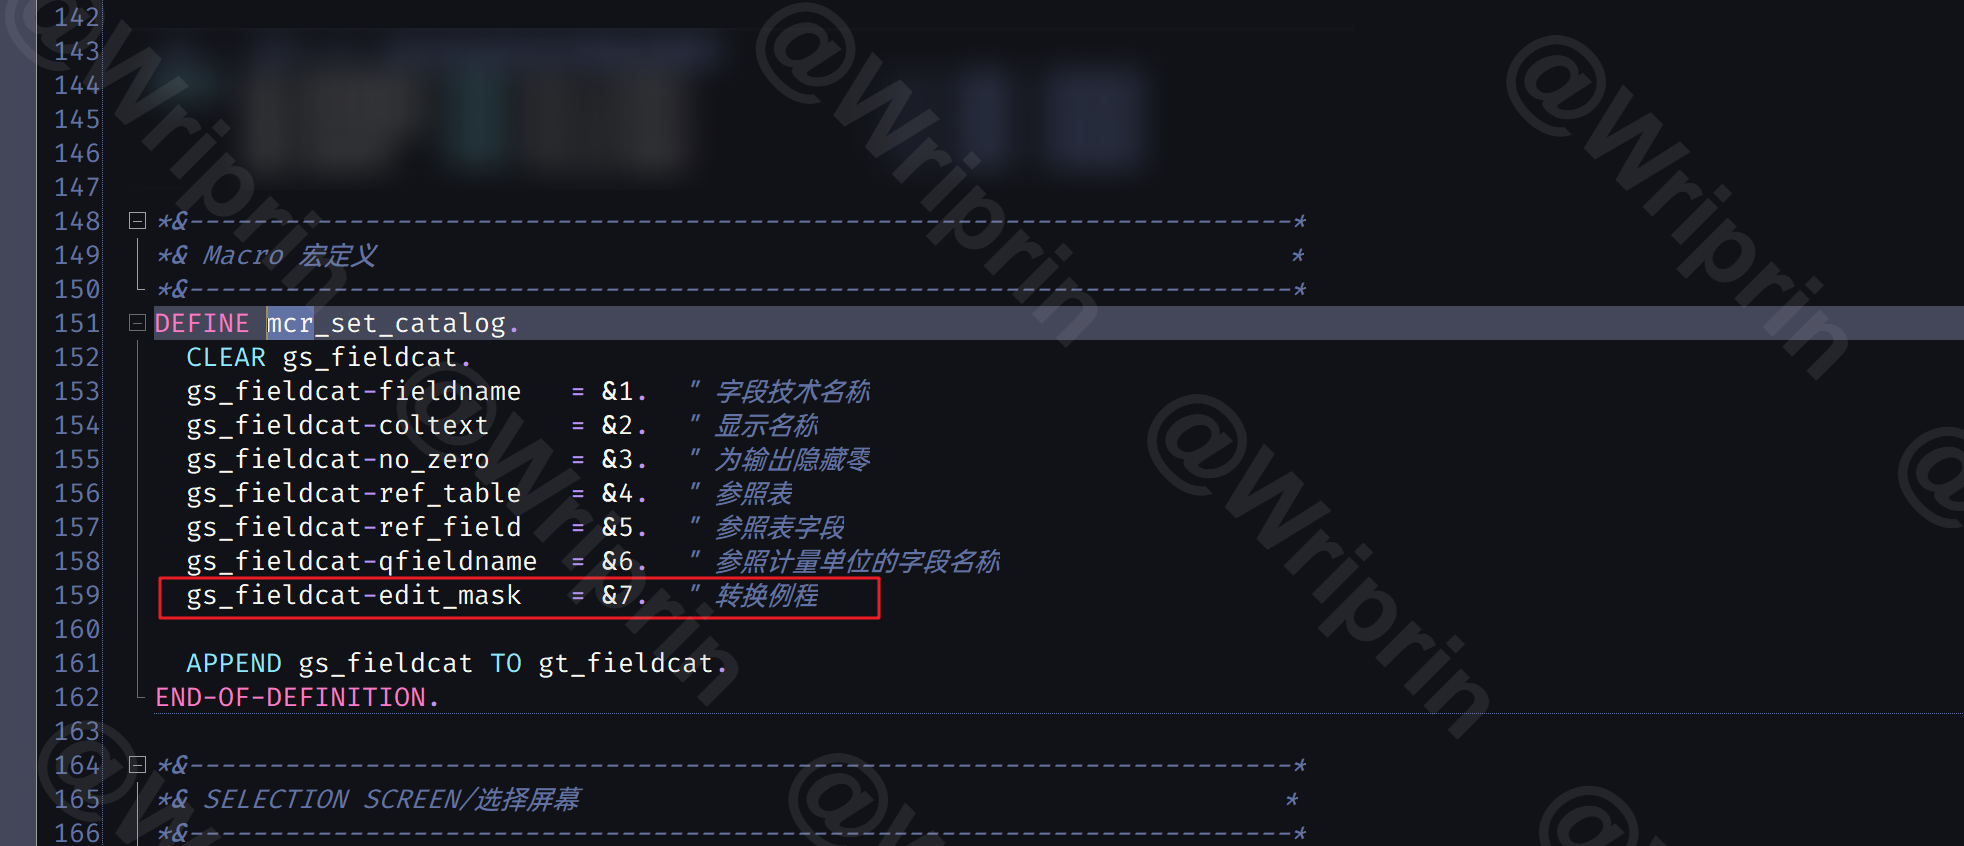 142
143
144
145
146
147
148 *&---------------------------------------------------------------------*
149 *& Macro 宏定义 *
150 *&---------------------------------------------------------------------*
151 DEFINE mcr_set_catalog.
152 CLEAR gs_fieldcat.
153 gs_fieldcat-fieldname = &1. " 字段技术名称
154 gs_fieldcat-coltext = &2. " 显示名称
155 gs_fieldcat-no_zero = &3. " 为输出隐藏零
156 gs_fieldcat-ref_table = &4. " 参照表
157 gs_fieldcat-ref_field = &5. " 参照表字段
158 gs_fieldcat-qfieldname = &6. " 参照计量单位的字段名称
159 gs_fieldcat-edit_mask = &7. " 转换例程
160
161 APPEND gs_fieldcat TO gt_fieldcat.
162 END-OF-DEFINITION.
163
164 *&---------------------------------------------------------------------*
165 *& SELECTION SCREEN/选择屏幕 *
166 *&---------------------------------------------------------------------*
@Wriprin
@Wriprin
@Wriprin
@Wriprin
@Wriprin